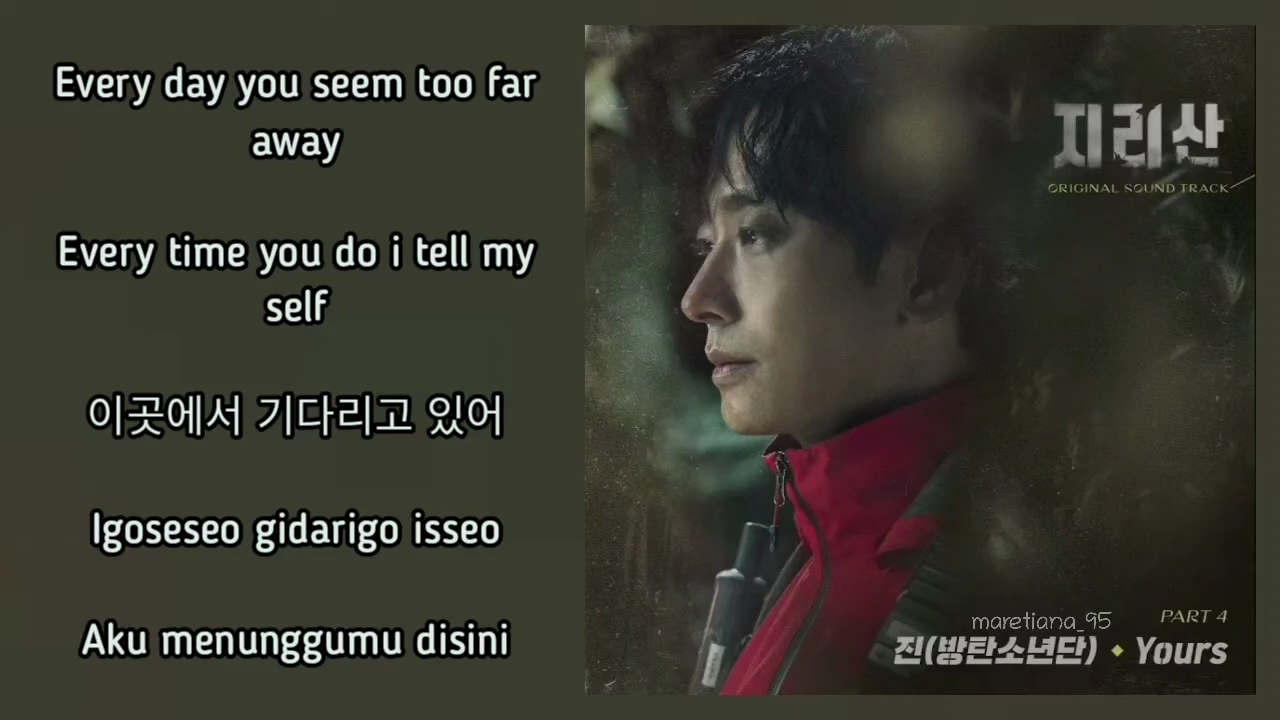 Every day you seem too far
away
Every time you do i tell my
self
이곳에서 기다리고 있어
Igoseseo gidarigo isseo
Aku menunggumu disini
지리산
ORIGINAL SOUND TRACK
maretiana_95
PART 4
진(방탄소년단) ◆ Yours